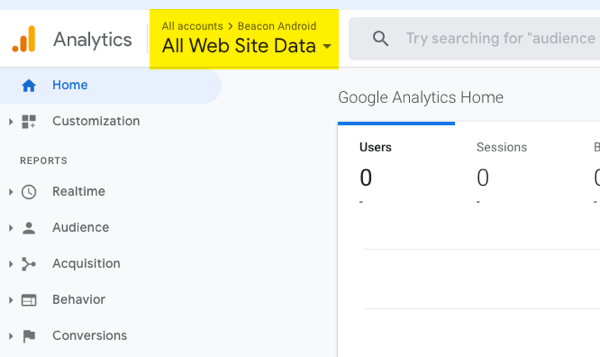 All accounts > Beacon Android
Analytics
All Web Site Data
Try searching for "audience
Home
Google Analytics Home
Customization
Users
Sessions
B
0
0
(
REPORTS
-
-
-
Realtime
Audience
Acquisition
Behavior
Conversions